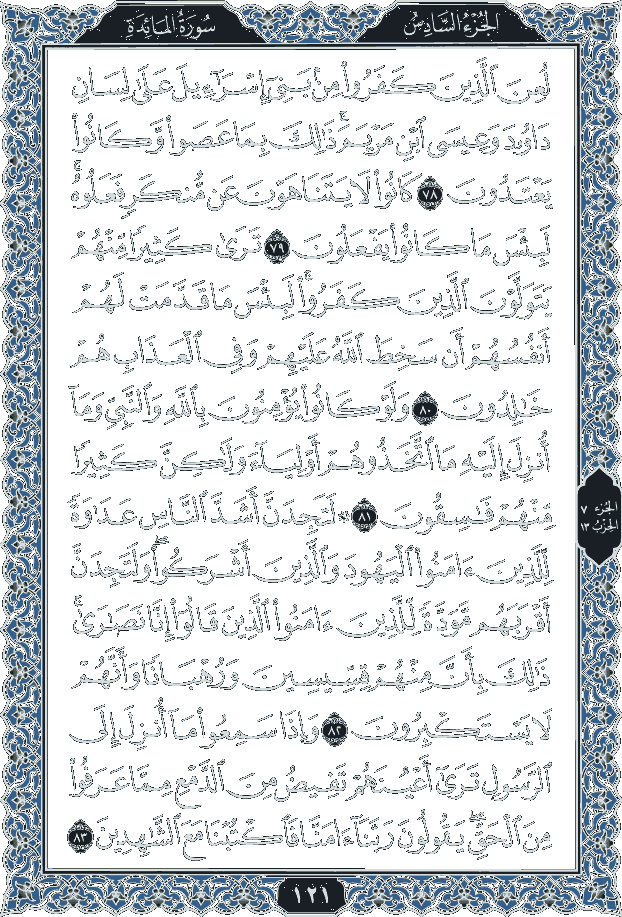 الجُزْءُ السَّادِسُ
سُورَةُ المَائِدَةِ
لُعِنَ ٱلَّذِينَ كَفَرُوا۟ مِنۢ بَنِىٓ إِسْرَٰٓءِيلَ عَلَىٰ لِسَانِ
دَاوُۥدَ وَعِيسَى ٱبْنِ مَرْيَمَ ۚ ذَٰلِكَ بِمَا عَصَوا۟ وَّكَانُوا۟
يَعْتَدُونَ ٧٨ كَانُوا۟ لَا يَتَنَاهَوْنَ عَن مُّنكَرٍ فَعَلُوهُ ۚ
لَبِئْسَ مَا كَانُوا۟ يَفْعَلُونَ ٧٩ تَرَىٰ كَثِيرًا مِّنْهُمْ
يَتَوَلَّوْنَ ٱلَّذِينَ كَفَرُوا۟ ۚ لَبِئْسَ مَا قَدَّمَتْ لَهُمْ
أَنفُسُهُمْ أَن سَخِطَ ٱللَّهُ عَلَيْهِمْ وَفِى ٱلْعَذَابِ هُمْ
خَٰلِدُونَ ٨٠ وَلَوْ كَانُوا۟ يُؤْمِنُونَ بِٱللَّهِ وَٱلنَّبِىِّ وَمَآ
أُنزِلَ إِلَيْهِ مَا ٱتَّخَذُوهُمْ أَوْلِيَآءَ وَلَٰكِنَّ كَثِيرًا
مِّنْهُمْ فَٰسِقُونَ ٨١ ۞ لَتَجِدَنَّ أَشَدَّ ٱلنَّاسِ عَدَٰوَةً
لِّلَّذِينَ ءَامَنُوا۟ ٱلْيَهُودَ وَٱلَّذِينَ أَشْرَكُوا۟ ۖ وَلَتَجِدَنَّ
أَقْرَبَهُم مَّوَدَّةً لِّلَّذِينَ ءَامَنُوا۟ ٱلَّذِينَ قَالُوٓا۟ إِنَّا نَصَٰرَىٰ ۚ
ذَٰلِكَ بِأَنَّ مِنْهُمْ قِسِّيسِينَ وَرُهْبَانًا وَأَنَّهُمْ
لَا يَسْتَكْبِرُونَ ٨٢ وَإِذَا سَمِعُوا۟ مَآ أُنزِلَ إِلَى
ٱلرَّسُولِ تَرَىٰٓ أَعْيُنَهُمْ تَفِيضُ مِنَ ٱلدَّمْعِ مِمَّا عَرَفُوا۟
مِنَ ٱلْحَقِّ ۖ يَقُولُونَ رَبَّنَآ ءَامَنَّا فَٱكْتُبْنَا مَعَ ٱلشَّٰهِدِينَ ٨٣
الجُزء ٧
الحِزْبُ ١٣
١٢١